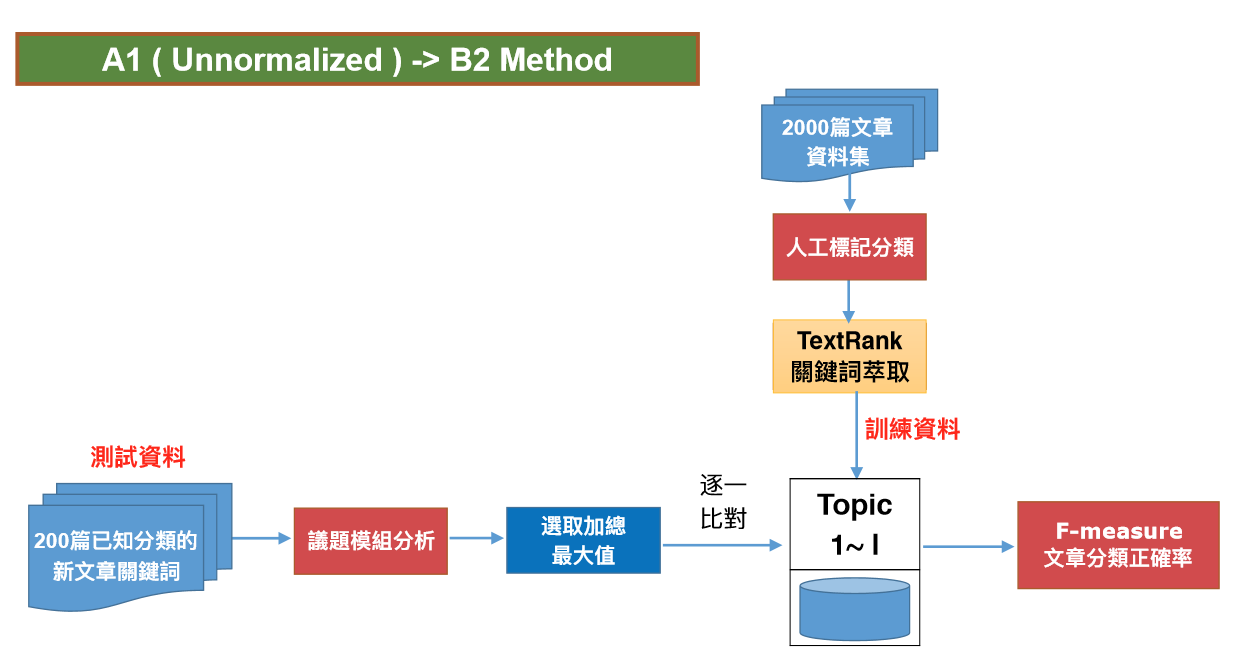 A1 ( Unnormalized ) -> B2 Method
2000篇文章
資料集
人工標記分類
TextRank
關鍵詞萃取
訓練資料
測試資料
200篇已知分類的
新文章關鍵詞
議題模組分析
選取加總
最大值
逐一
比對
Topic
1~ I
F-measure
文章分類正確率